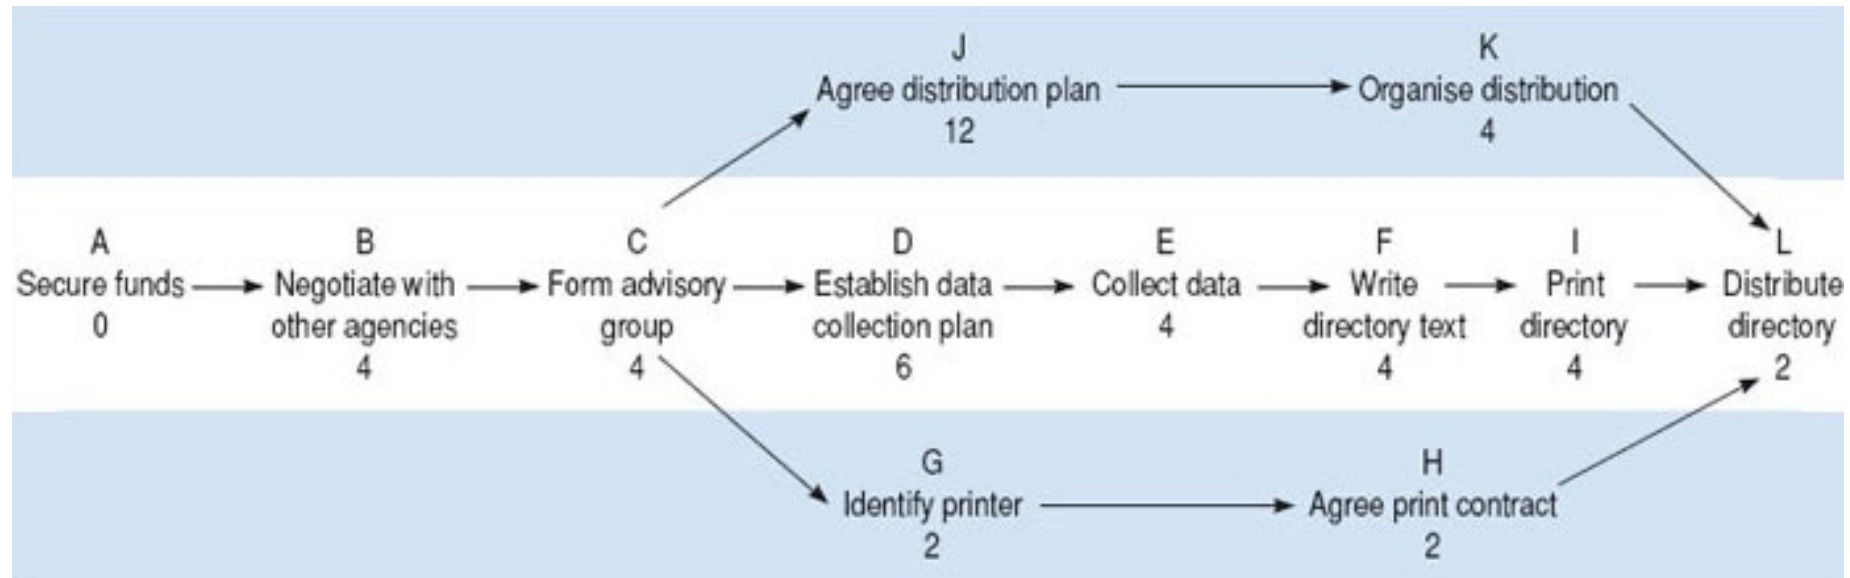 J
Agree distribution plan
12
K
Organise distribution
4
A
Secure funds
0
B
Negotiate with
other agencies
4
C
Form advisory
group
4
D
Establish data
collection plan
6
E
Collect data
4
F
Write
directory text
4
I
Print
directory
4
L
Distribute
directory
2
G
Identify printer
2
H
Agree print contract
2